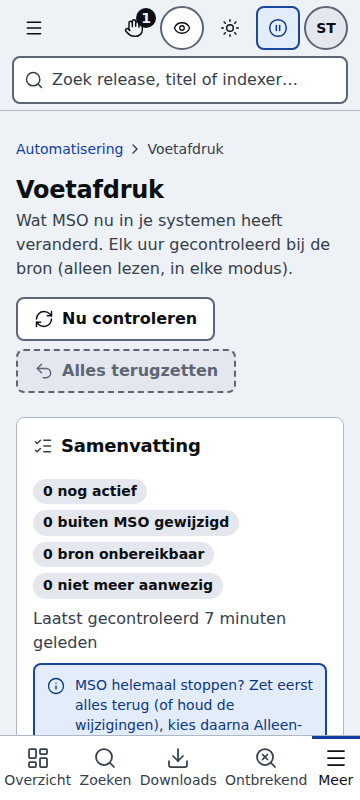 1
ST
Zoek release, titel of indexer…
Automatisering > Voetafdruk
Voetafdruk
Wat MSO nu in je systemen heeft
veranderd. Elk uur gecontroleerd bij de
bron (alleen lezen, in elke modus).
Nu controleren
Alles terugzetten
Samenvatting
0 nog actief
0 buiten MSO gewijzigd
0 bron onbereikbaar
0 niet meer aanwezig
Laatst gecontroleerd 7 minuten
geleden
MSO helemaal stoppen? Zet eerst
alles terug (of houd de
wijzigingen), kies daarna Alleen-
Overzicht Zoeken Downloads Ontbrekend Meer